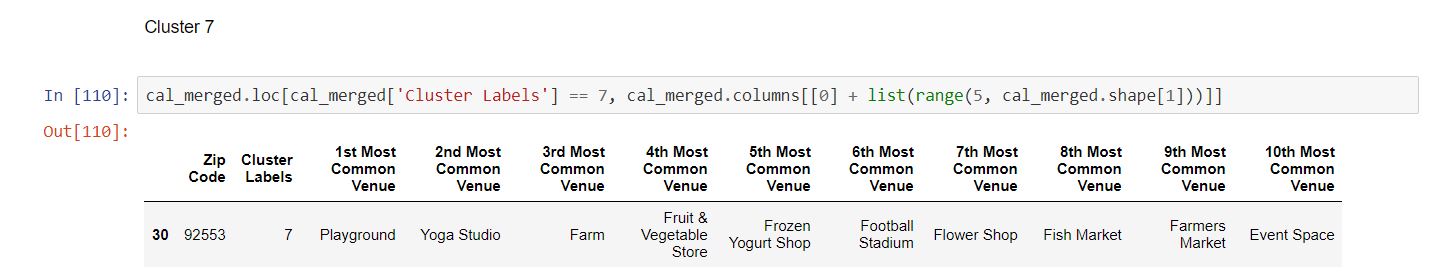 Cluster 7
In [110]: cal_merged.loc[cal_merged['Cluster Labels'] == 7, cal_merged.columns[[0] + list(range(5, cal_merged.shape[1]))]]
Out[110]:
Zip Code Cluster Labels 1st Most Common Venue 2nd Most Common Venue 3rd Most Common Venue 4th Most Common Venue 5th Most Common Venue 6th Most Common Venue 7th Most Common Venue 8th Most Common Venue 9th Most Common Venue 10th Most Common Venue
30 92553 7 Playground Yoga Studio Farm Fruit & Vegetable Store Frozen Yogurt Shop Football Stadium Flower Shop Fish Market Farmers Market Event Space